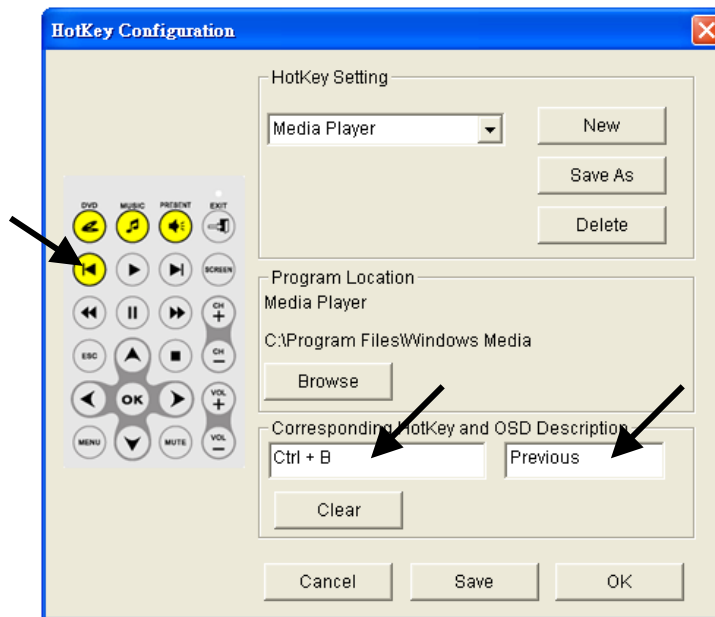 HotKey Configuration
HotKey Setting
Media Player
New
Save As
Delete
DVD MUSIC PRESENT EXIT
SCREEN
CH +
ESC
CH −
OK
VOL +
MENU
MUTE
VOL −
Program Location
Media Player
C:\Program Files\Windows Media
Browse
Corresponding HotKey and OSD Description
Ctrl + B
Previous
Clear
Cancel
Save
OK